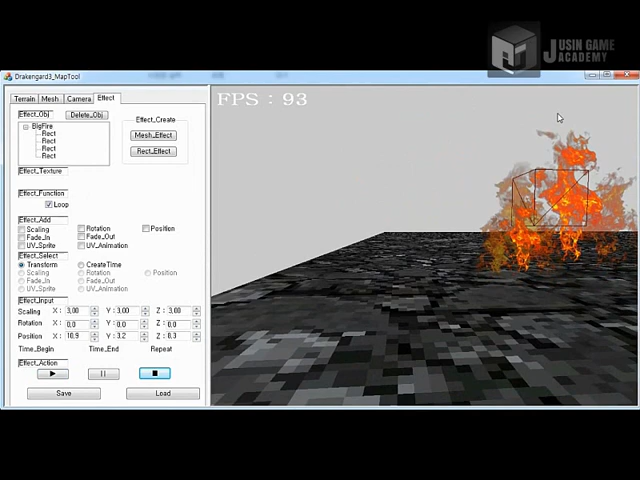 JUSIN GAME
ACADEMY
Drakengard3_MapTool
Terrain Mesh Camera Effect
FPS : 93
Effect_Obj Delete_Obj
Effect_Create
BigFire
Rect
Rect
Rect
Rect
Mesh_Effect
Rect_Effect
Effect_Texture
Effect_Function
Loop
Effect_Add
Scaling Rotation Position
Fade_In Fade_Out
UV_Sprite UV_Animation
Effect_Select
Transform CreateTime
Scaling Rotation Position
Fade_In Fade_Out
UV_Sprite UV_Animation
Effect_Input
Scaling X: 3,00 Y: 3,00 Z: 3,00
Rotation X: 0,0 Y: 0,0 Z: 0,0
Position X: 10,9 Y: 3,2 Z: 0,3
Time_Begin Time_End Repeat
Effect_Action
Save Load